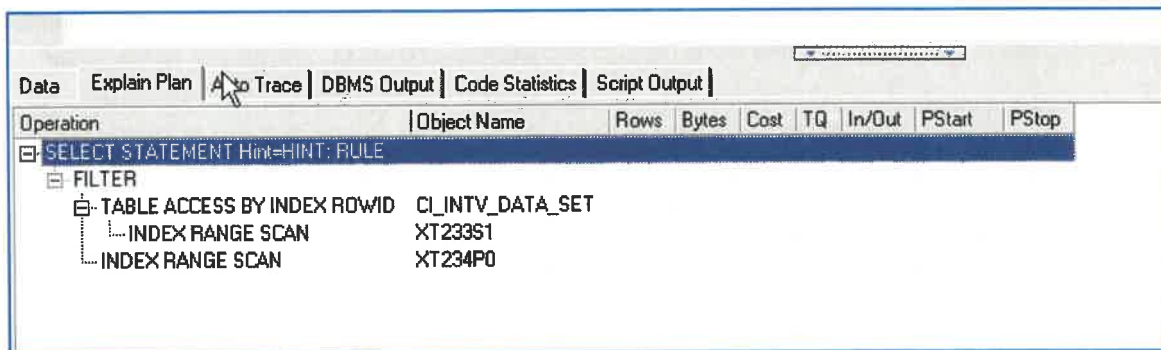 Data Explain Plan Auto Trace DBMS Output Code Statistics Script Output
Operation Object Name Rows Bytes Cost TQ In/Out PStart PStop
SELECT STATEMENT Hint=HINT: RULE
FILTER
TABLE ACCESS BY INDEX ROWID CI_INTV_DATA_SET
INDEX RANGE SCAN XT233S1
INDEX RANGE SCAN XT234P0